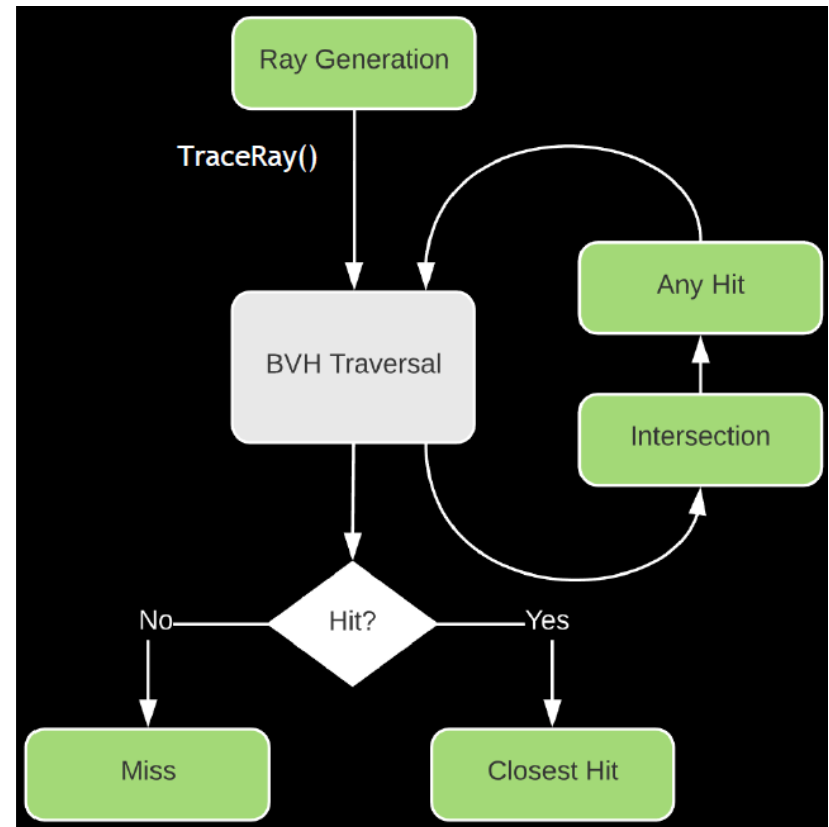 Ray Generation
TraceRay()
Any Hit
BVH Traversal
Intersection
Hit?
No
Yes
Miss
Closest Hit